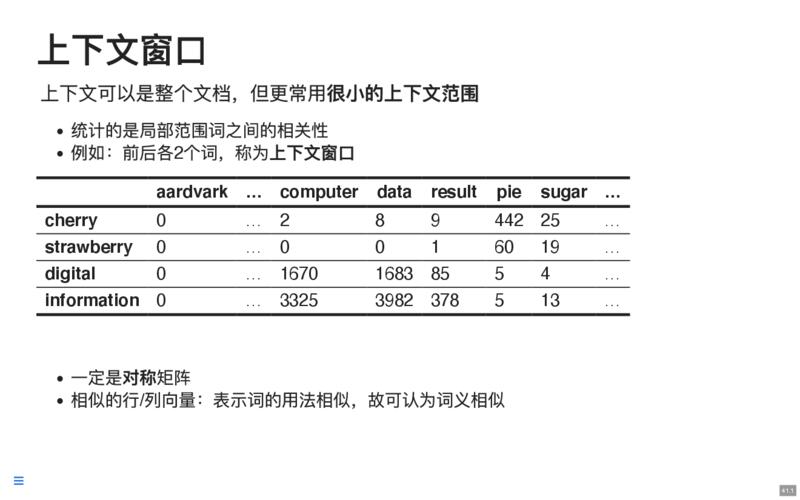 上下文窗口
上下文可以是整个文档，但更常用很小的上下文范围
• 统计的是局部范围词之间的相关性
• 例如：前后各2个词，称为上下文窗口
aardvark ... computer data result pie sugar ...
cherry 0 ... 2 8 9 442 25 ...
strawberry 0 ... 0 0 1 60 19 ...
digital 0 ... 1670 1683 85 5 4 ...
information 0 ... 3325 3982 378 5 13 ...
• 一定是对称矩阵
• 相似的行/列向量：表示词的用法相似，故可认为词义相似
41.1